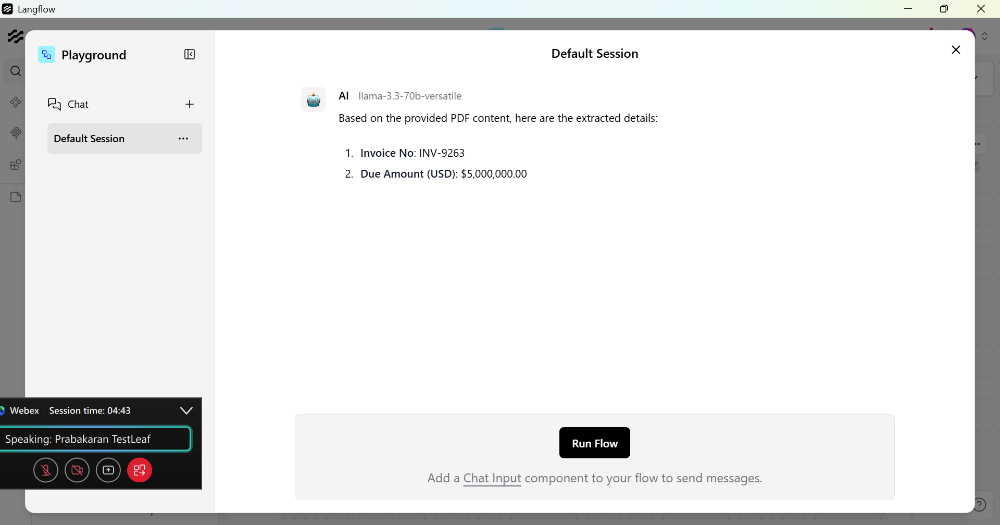 Langflow
Playground
Default Session
Chat
Default Session
AI llama-3.3-70b-versatile
Based on the provided PDF content, here are the extracted details:
1. Invoice No: INV-9263
2. Due Amount (USD): $5,000,000.00
Webex | Session time: 04:43
Speaking: Prabakaran TestLeaf
Run Flow
Add a Chat Input component to your flow to send messages.